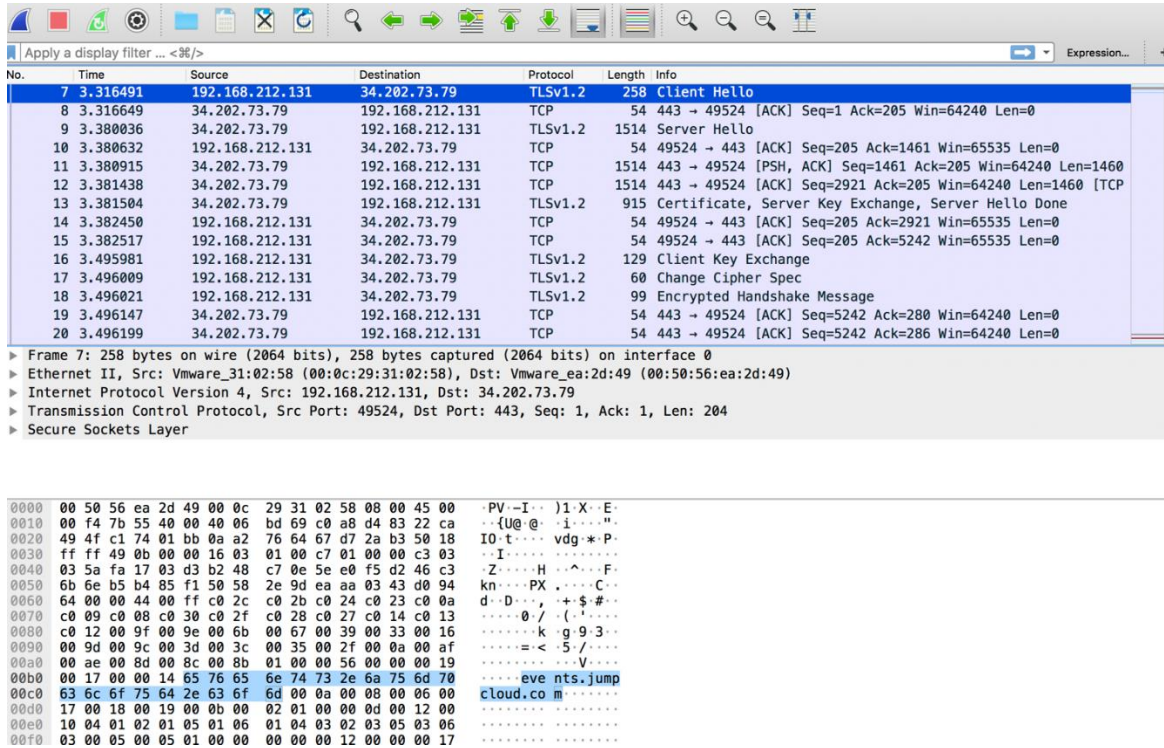 Apply a display filter ... <⌘/>
Expression...
+
No. Time Source Destination Protocol Length Info
7 3.316491 192.168.212.131 34.202.73.79 TLSv1.2 258 Client Hello
8 3.316649 34.202.73.79 192.168.212.131 TCP 54 443 → 49524 [ACK] Seq=1 Ack=205 Win=64240 Len=0
9 3.380036 34.202.73.79 192.168.212.131 TLSv1.2 1514 Server Hello
10 3.380632 192.168.212.131 34.202.73.79 TCP 54 49524 → 443 [ACK] Seq=205 Ack=1461 Win=65535 Len=0
11 3.380915 34.202.73.79 192.168.212.131 TCP 1514 443 → 49524 [PSH, ACK] Seq=1461 Ack=205 Win=64240 Len=1460
12 3.381438 34.202.73.79 192.168.212.131 TCP 1514 443 → 49524 [ACK] Seq=2921 Ack=205 Win=64240 Len=1460 [TCP
13 3.381504 34.202.73.79 192.168.212.131 TLSv1.2 915 Certificate, Server Key Exchange, Server Hello Done
14 3.382450 192.168.212.131 34.202.73.79 TCP 54 49524 → 443 [ACK] Seq=205 Ack=2921 Win=65535 Len=0
15 3.382517 192.168.212.131 34.202.73.79 TCP 54 49524 → 443 [ACK] Seq=205 Ack=5242 Win=65535 Len=0
16 3.495981 192.168.212.131 34.202.73.79 TLSv1.2 129 Client Key Exchange
17 3.496009 192.168.212.131 34.202.73.79 TLSv1.2 60 Change Cipher Spec
18 3.496021 192.168.212.131 34.202.73.79 TLSv1.2 99 Encrypted Handshake Message
19 3.496147 34.202.73.79 192.168.212.131 TCP 54 443 → 49524 [ACK] Seq=5242 Ack=280 Win=64240 Len=0
20 3.496199 34.202.73.79 192.168.212.131 TCP 54 443 → 49524 [ACK] Seq=5242 Ack=286 Win=64240 Len=0
Frame 7: 258 bytes on wire (2064 bits), 258 bytes captured (2064 bits) on interface 0
Ethernet II, Src: Vmware_31:02:58 (00:0c:29:31:02:58), Dst: Vmware_ea:2d:49 (00:50:56:ea:2d:49)
Internet Protocol Version 4, Src: 192.168.212.131, Dst: 34.202.73.79
Transmission Control Protocol, Src Port: 49524, Dst Port: 443, Seq: 1, Ack: 1, Len: 204
Secure Sockets Layer
0000 00 50 56 ea 2d 49 00 0c 29 31 02 58 08 00 45 00 ·PV·-I·· )1·X··E·
0010 00 f4 7b 55 40 00 40 06 bd 69 c0 a8 d4 83 22 ca ··{U@·@· ·i····"·
0020 49 4f c1 74 01 bb 0a a2 76 64 67 d7 2a b3 50 18 IO·t···· vdg·*·P·
0030 ff ff 49 0b 00 00 16 03 01 00 c7 01 00 00 c3 03 ··I····· ········
0040 03 5a fa 17 03 d3 b2 48 c7 0e 5e e0 f5 d2 46 c3 ·Z·····H ··^···F·
0050 6b 6e b5 b4 85 f1 50 58 2e 9d ea aa 03 43 d0 94 kn····PX .····C··
0060 64 00 00 44 00 ff c0 2c c0 2b c0 24 c0 23 c0 0a d··D···, ·+·$·#··
0070 c0 09 c0 08 c0 30 c0 2f c0 28 c0 27 c0 14 c0 13 ·····0·/ ·(·'····
0080 c0 12 00 9f 00 9e 00 6b 00 67 00 39 00 33 00 16 ·······k ·g·9·3··
0090 00 9d 00 9c 00 3d 00 3c 00 35 00 2f 00 0a 00 af ·····=·< ·5·/····
00a0 00 ae 00 8d 00 8c 00 8b 01 00 00 56 00 00 00 19 ········ ···V····
00b0 00 17 00 00 14 65 76 65 6e 74 73 2e 6a 75 6d 70 ·····eve nts.jump
00c0 63 6c 6f 75 64 2e 63 6f 6d 00 0a 00 08 00 06 00 cloud.co m·······
00d0 17 00 18 00 19 00 0b 00 02 01 00 00 0d 00 12 00 ········ ········
00e0 10 04 01 02 01 05 01 06 01 04 03 02 03 05 03 06 ········ ········
00f0 03 00 05 00 05 01 00 00 00 00 00 12 00 00 00 17 ········ ········